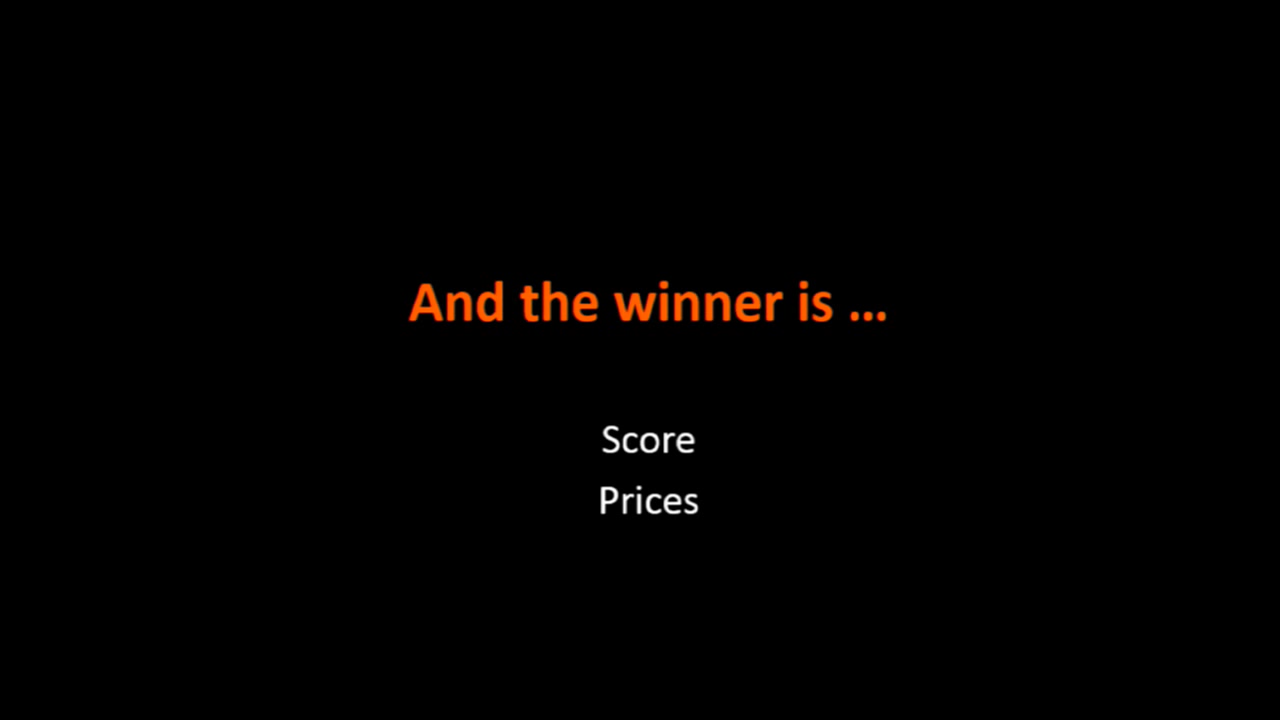 And the winner is ...
Score
Prices